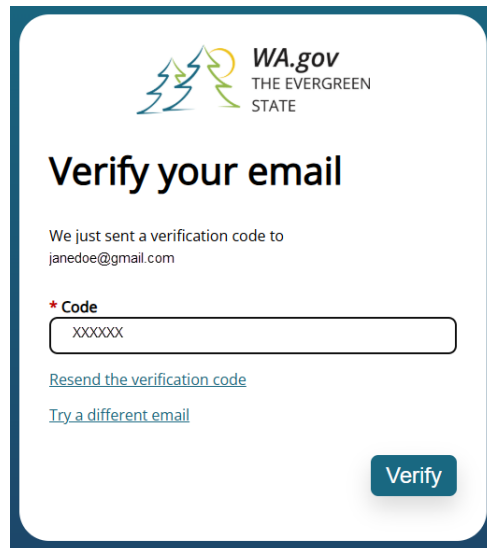 WA.gov
THE EVERGREEN
STATE
Verify your email
We just sent a verification code to
janedoe@gmail.com
* Code
XXXXXX
Resend the verification code
Try a different email
Verify